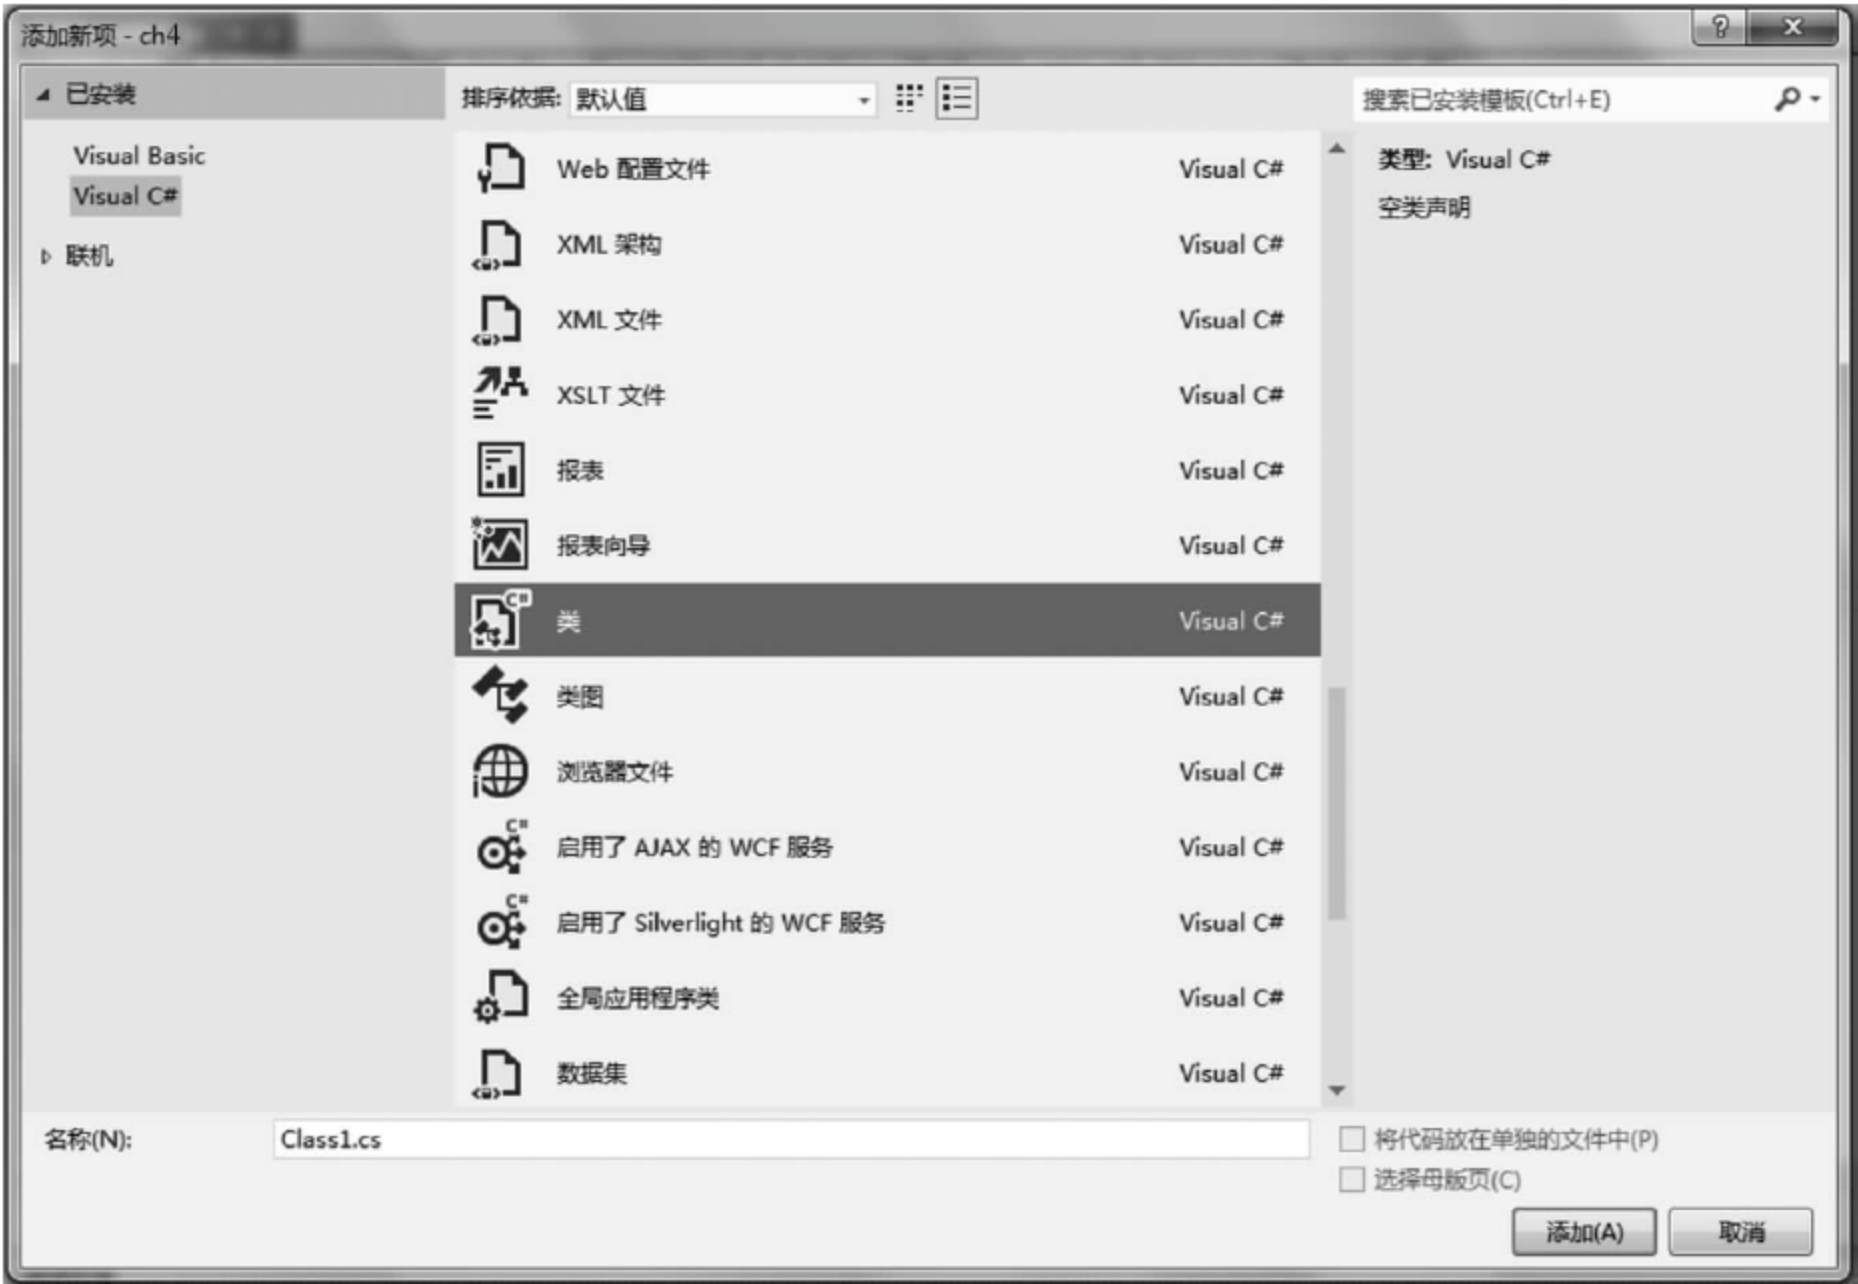 添加新项 - ch4
已安装
Visual Basic
Visual C#
联机
排序依据: 默认值
搜索已安装模板(Ctrl+E)
Web 配置文件 Visual C#
XML 架构 Visual C#
XML 文件 Visual C#
XSLT 文件 Visual C#
报表 Visual C#
报表向导 Visual C#
类 Visual C#
类图 Visual C#
浏览器文件 Visual C#
启用了 AJAX 的 WCF 服务 Visual C#
启用了 Silverlight 的 WCF 服务 Visual C#
全局应用程序类 Visual C#
数据集 Visual C#
类型: Visual C#
空类声明
名称(N): Class1.cs
将代码放在单独的文件中(P)
选择母版页(C)
添加(A) 取消